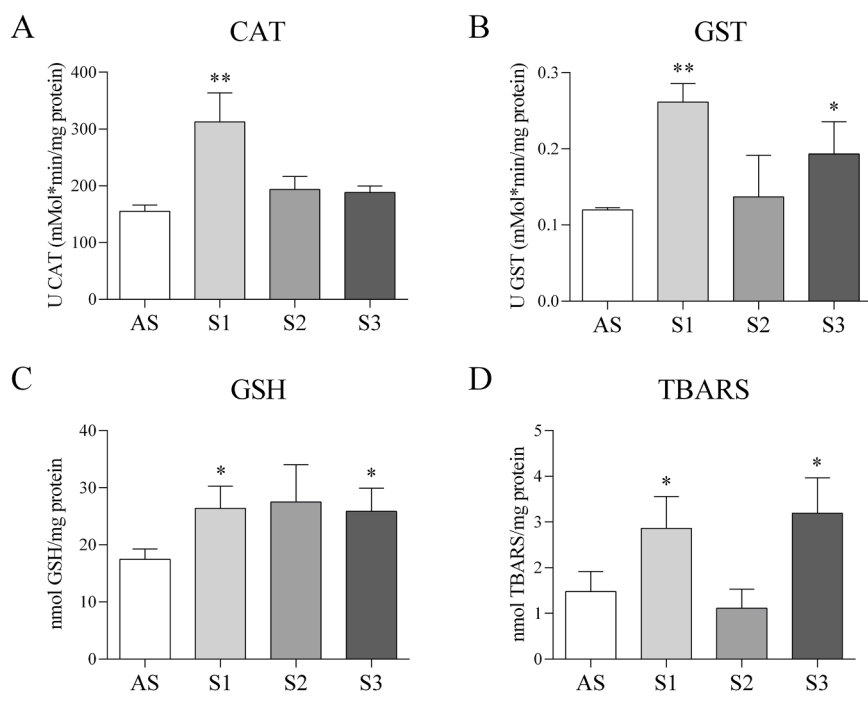 A
CAT
U CAT (mMol*min/mg protein)
400
300
200
100
0
**
AS S1 S2 S3
B
GST
U GST (mMol*min/mg protein)
0.3
0.2
0.1
0.0
**
*
AS S1 S2 S3
C
GSH
nmol GSH/mg protein
40
30
20
10
0
*
*
AS S1 S2 S3
D
TBARS
nmol TBARS/mg protein
5
4
3
2
1
0
*
*
AS S1 S2 S3